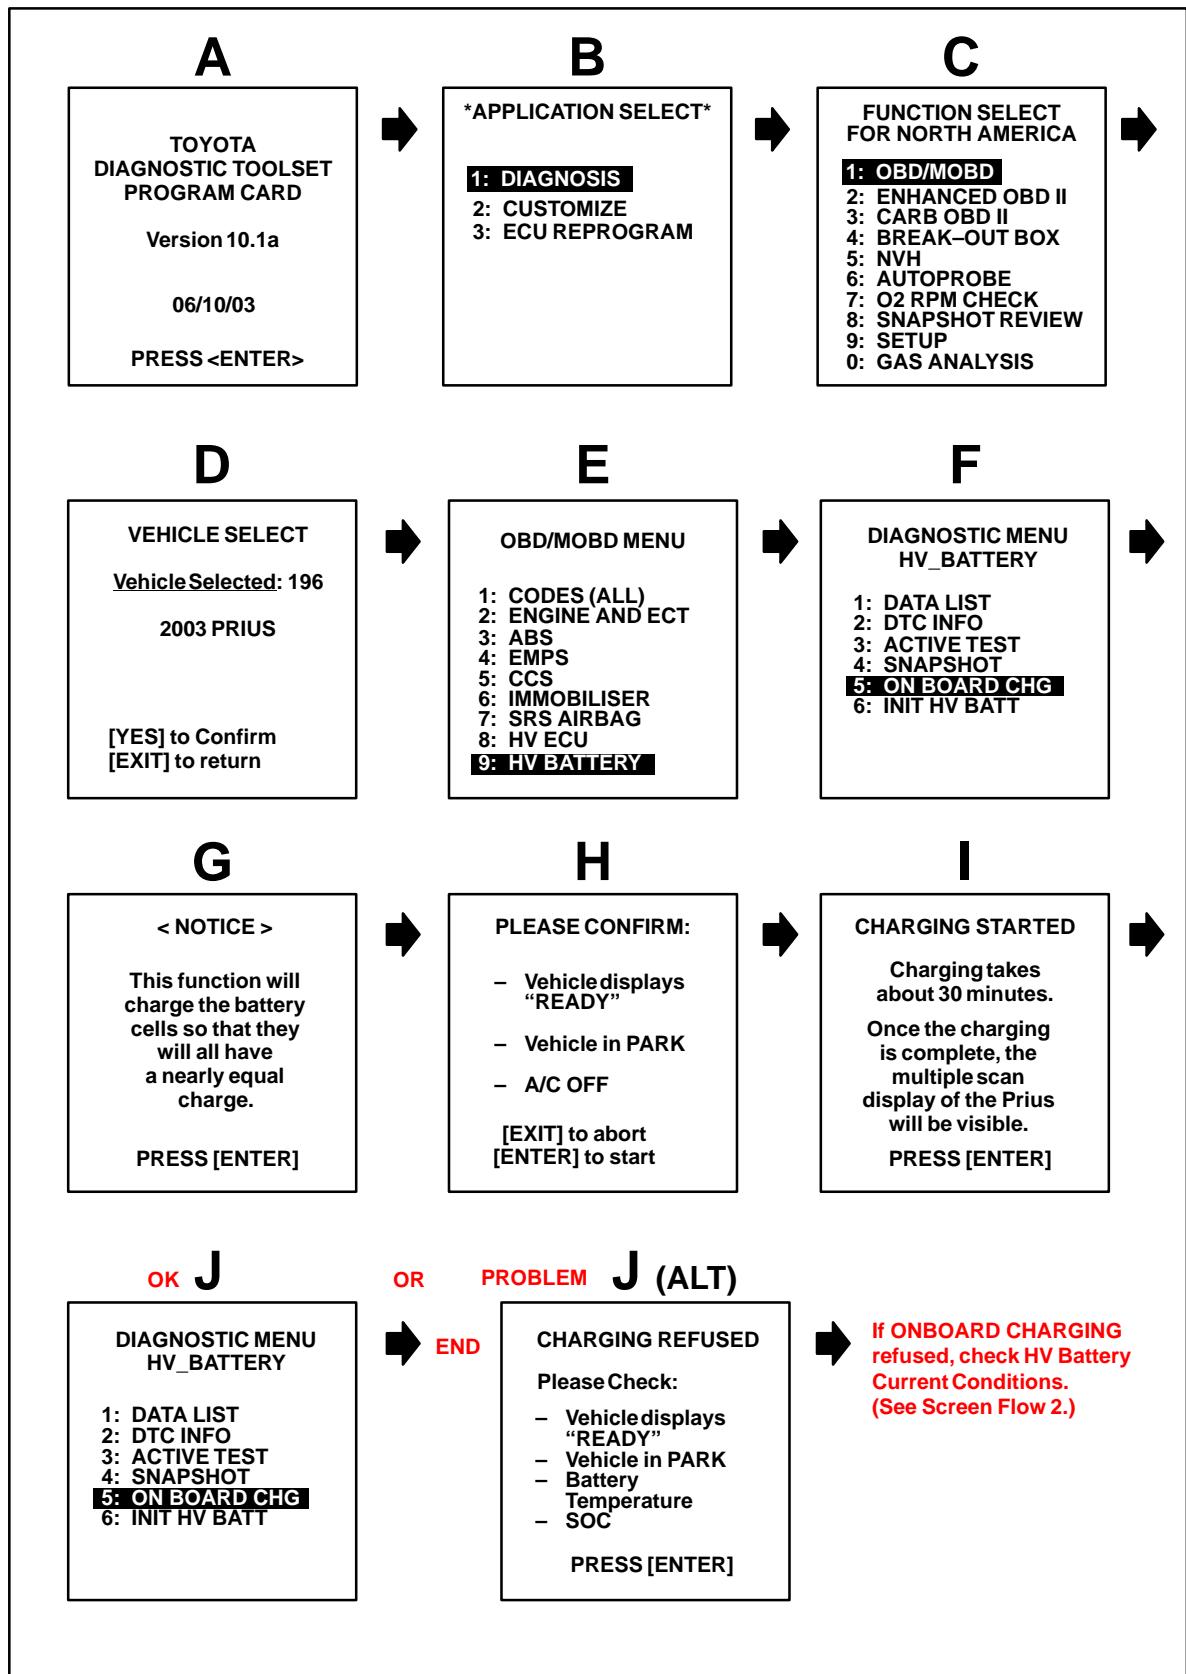 A
TOYOTA
DIAGNOSTIC TOOLSET
PROGRAM CARD
Version 10.1a
06/10/03
PRESS <ENTER>
B
*APPLICATION SELECT*
1: DIAGNOSIS
2: CUSTOMIZE
3: ECU REPROGRAM
C
FUNCTION SELECT
FOR NORTH AMERICA
1: OBD/MOBD
2: ENHANCED OBD II
3: CARB OBD II
4: BREAK–OUT BOX
5: NVH
6: AUTOPROBE
7: O2 RPM CHECK
8: SNAPSHOT REVIEW
9: SETUP
0: GAS ANALYSIS
D
VEHICLE SELECT
Vehicle Selected: 196
2003 PRIUS
[YES] to Confirm
[EXIT] to return
E
OBD/MOBD MENU
1: CODES (ALL)
2: ENGINE AND ECT
3: ABS
4: EMPS
5: CCS
6: IMMOBILISER
7: SRS AIRBAG
8: HV ECU
9: HV BATTERY
F
DIAGNOSTIC MENU
HV_BATTERY
1: DATA LIST
2: DTC INFO
3: ACTIVE TEST
4: SNAPSHOT
5: ON BOARD CHG
6: INIT HV BATT
G
< NOTICE >
This function will
charge the battery
cells so that they
will all have
a nearly equal
charge.
PRESS [ENTER]
H
PLEASE CONFIRM:
– Vehicle displays
“READY”
– Vehicle in PARK
– A/C OFF
[EXIT] to abort
[ENTER] to start
I
CHARGING STARTED
Charging takes
about 30 minutes.
Once the charging
is complete, the
multiple scan
display of the Prius
will be visible.
PRESS [ENTER]
OK J
DIAGNOSTIC MENU
HV_BATTERY
1: DATA LIST
2: DTC INFO
3: ACTIVE TEST
4: SNAPSHOT
5: ON BOARD CHG
6: INIT HV BATT
OR
END
PROBLEM J (ALT)
CHARGING REFUSED
Please Check:
– Vehicle displays
“READY”
– Vehicle in PARK
– Battery
Temperature
– SOC
PRESS [ENTER]
If ONBOARD CHARGING
refused, check HV Battery
Current Conditions.
(See Screen Flow 2.)